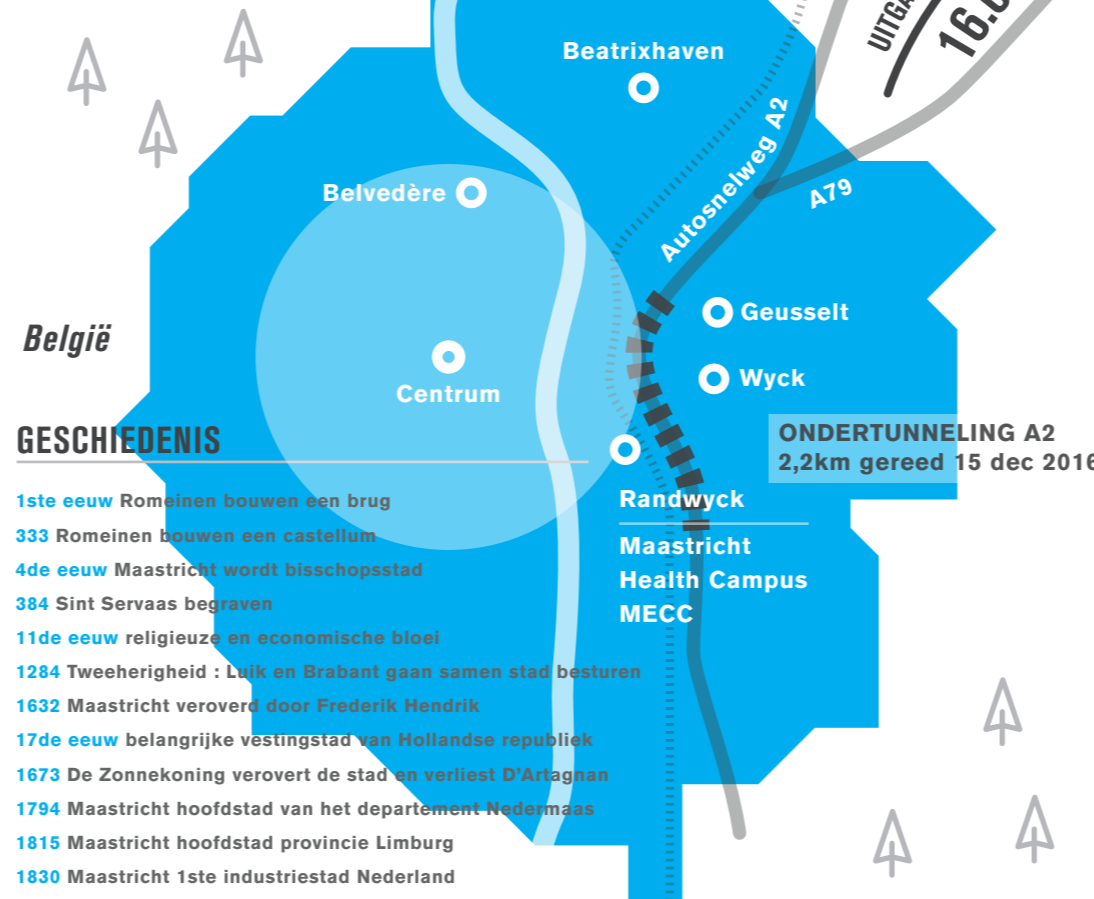 UITGA
16.0
Beatrixhaven
Autosnelweg A2
A79
Belvedère
Geusselt
België
Wyck
Centrum
ONDERTUNNELING A2
2,2km gereed 15 dec 2016
Randwyck
Maastricht
Health Campus
MECC
GESCHIEDENIS
1ste eeuw Romeinen bouwen een brug
333 Romeinen bouwen een castellum
4de eeuw Maastricht wordt bisschopsstad
384 Sint Servaas begraven
11de eeuw religieuze en economische bloei
1284 Tweeherigheid : Luik en Brabant gaan samen stad besturen
1632 Maastricht veroverd door Frederik Hendrik
17de eeuw belangrijke vestingstad van Hollandse republiek
1673 De Zonnekoning verovert de stad en verliest D'Artagnan
1794 Maastricht hoofdstad van het departement Nedermaas
1815 Maastricht hoofdstad provincie Limburg
1830 Maastricht 1ste industriestad Nederland